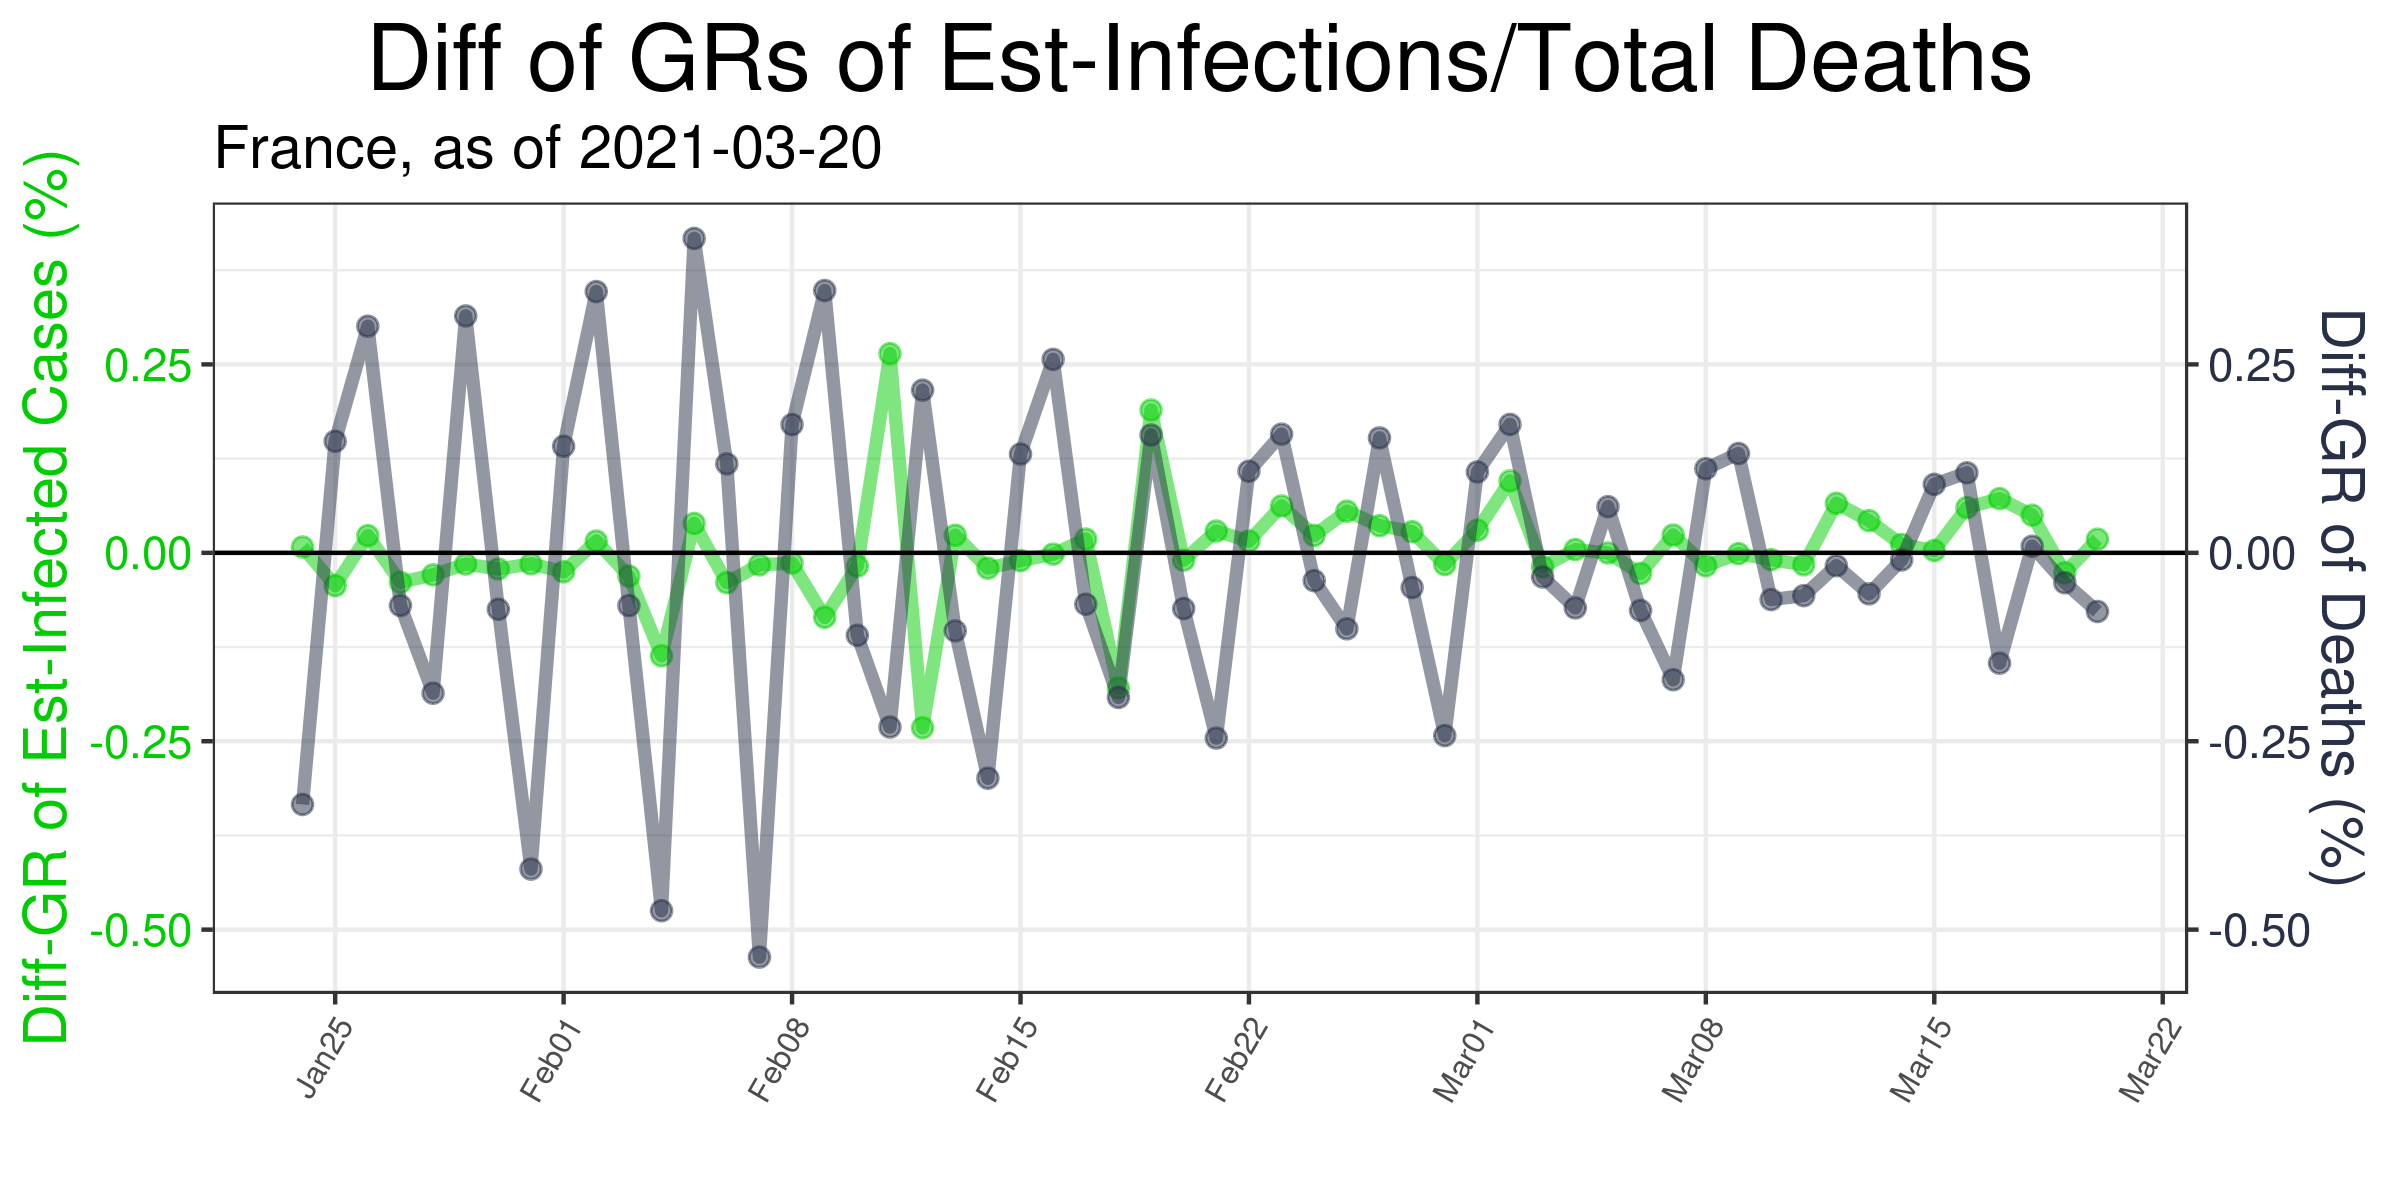 Diff of GRs of Est-Infections/Total Deaths
France, as of 2021-03-20
Diff-GR of Est-Infected Cases (%)
0.25
0.00
-0.25
-0.50
0.25
0.00
-0.25
-0.50
Diff-GR of Deaths (%)
Jan25
Feb01
Feb08
Feb15
Feb22
Mar01
Mar08
Mar15
Mar22